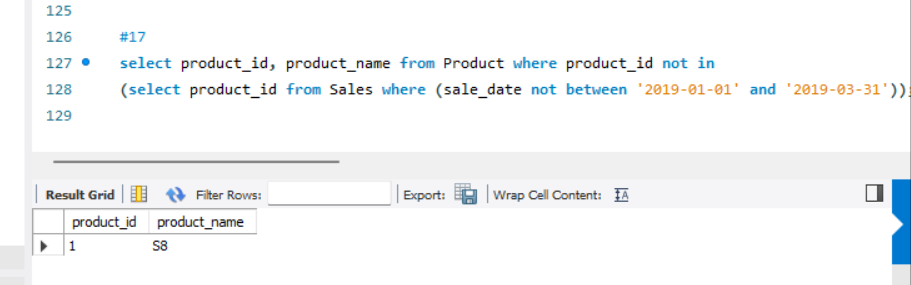 125
126 #17
127 select product_id, product_name from Product where product_id not in
128 (select product_id from Sales where (sale_date not between '2019-01-01' and '2019-03-31'));
129
Result Grid Filter Rows: Export: Wrap Cell Content:
product_id product_name
1 S8